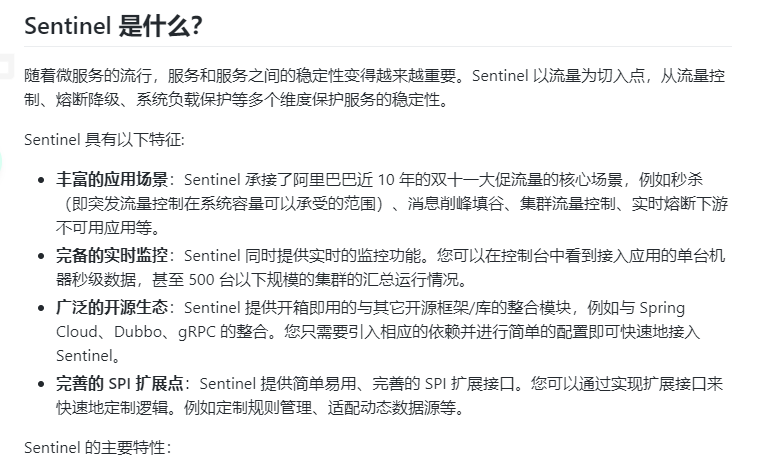 Sentinel 是什么？
随着微服务的流行，服务和服务之间的稳定性变得越来越重要。Sentinel 以流量为切入点，从流量控
制、熔断降级、系统负载保护等多个维度保护服务的稳定性。
Sentinel 具有以下特征:
• 丰富的应用场景：Sentinel 承接了阿里巴巴近 10 年的双十一大促流量的核心场景，例如秒杀
（即突发流量控制在系统容量可以承受的范围）、消息削峰填谷、集群流量控制、实时熔断下游
不可用应用等。
• 完备的实时监控：Sentinel 同时提供实时的监控功能。您可以在控制台中看到接入应用的单台机
器秒级数据，甚至 500 台以下规模的集群的汇总运行情况。
• 广泛的开源生态：Sentinel 提供开箱即用的与其它开源框架/库的整合模块，例如与 Spring
Cloud、Dubbo、gRPC 的整合。您只需要引入相应的依赖并进行简单的配置即可快速地接入
Sentinel。
• 完善的 SPI 扩展点：Sentinel 提供简单易用、完善的 SPI 扩展接口。您可以通过实现扩展接口来
快速地定制逻辑。例如定制规则管理、适配动态数据源等。
Sentinel 的主要特性：